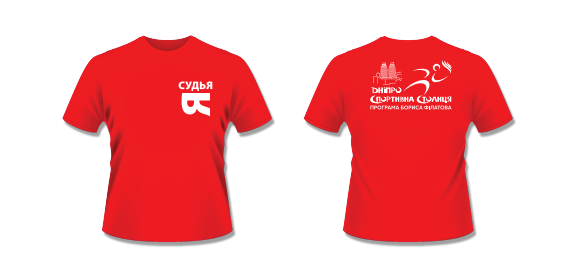 СУДЬЯ
Я
ДНІПРО
СПОРТИВНА СТОЛИЦЯ
ПРОГРАМА БОРИСА ФІЛАТОВА